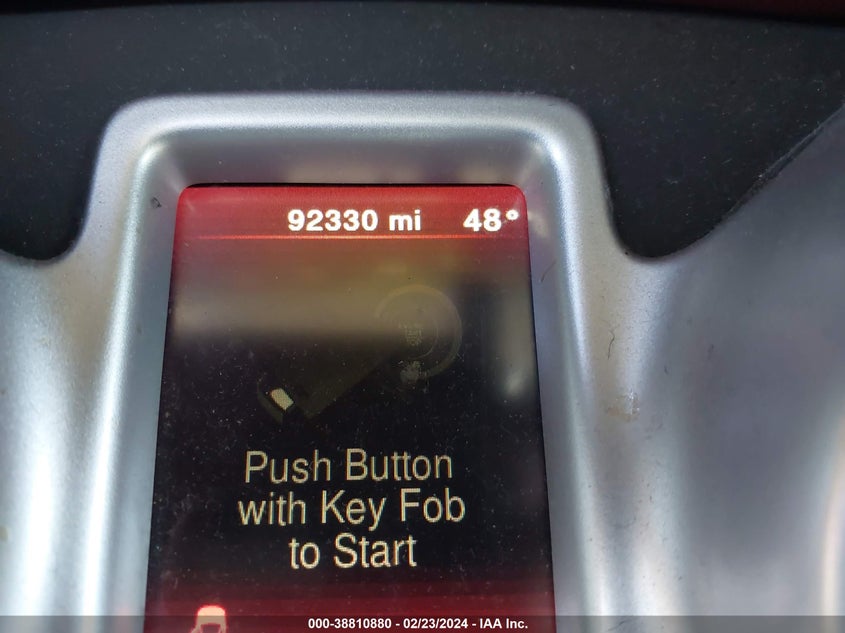 92330 mi 48°
Push Button
with Key Fob
to Start
000-38810880 - 02/23/2024 - IAA Inc.